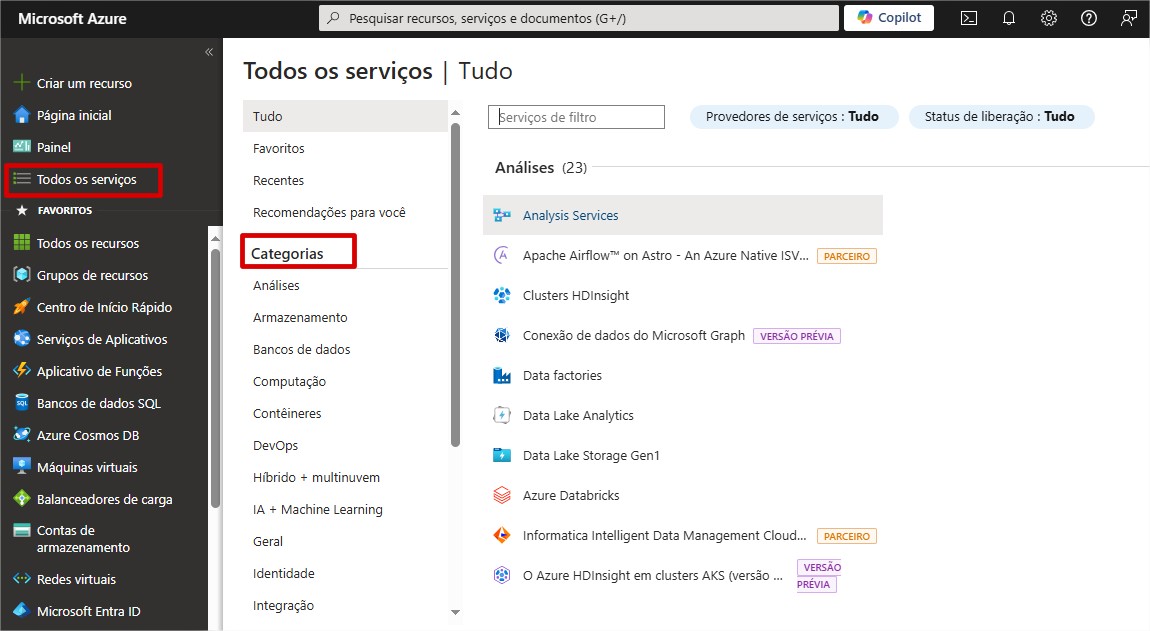 Microsoft Azure
Pesquisar recursos, serviços e documentos (G+/)
Copilot
«
Criar um recurso
Página inicial
Painel
Todos os serviços
FAVORITOS
Todos os recursos
Grupos de recursos
Centro de Início Rápido
Serviços de Aplicativos
Aplicativo de Funções
Bancos de dados SQL
Azure Cosmos DB
Máquinas virtuais
Balanceadores de carga
Contas de
armazenamento
Redes virtuais
Microsoft Entra ID
Todos os serviços | Tudo
Tudo
Favoritos
Recentes
Recomendações para você
Categorias
Análises
Armazenamento
Bancos de dados
Computação
Contêineres
DevOps
Híbrido + multinuvem
IA + Machine Learning
Geral
Identidade
Integração
Serviços de filtro
Provedores de serviços : Tudo
Status de liberação : Tudo
Análises (23)
Analysis Services
Apache Airflow™ on Astro - An Azure Native ISV... PARCEIRO
Clusters HDInsight
Conexão de dados do Microsoft Graph VERSÃO PRÉVIA
Data factories
Data Lake Analytics
Data Lake Storage Gen1
Azure Databricks
Informatica Intelligent Data Management Cloud... PARCEIRO
O Azure HDInsight em clusters AKS (versão ... VERSÃO
PRÉVIA